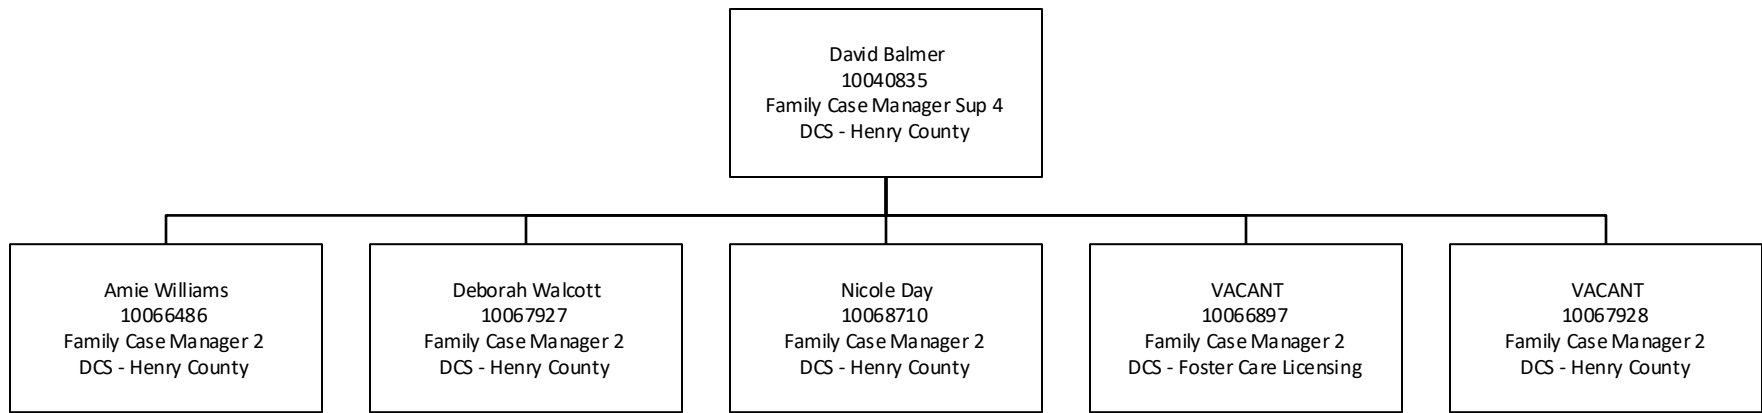 David Balmer
10040835
Family Case Manager Sup 4
DCS - Henry County
Amie Williams
10066486
Family Case Manager 2
DCS - Henry County
Deborah Walcott
10067927
Family Case Manager 2
DCS - Henry County
Nicole Day
10068710
Family Case Manager 2
DCS - Henry County
VACANT
10066897
Family Case Manager 2
DCS - Foster Care Licensing
VACANT
10067928
Family Case Manager 2
DCS - Henry County